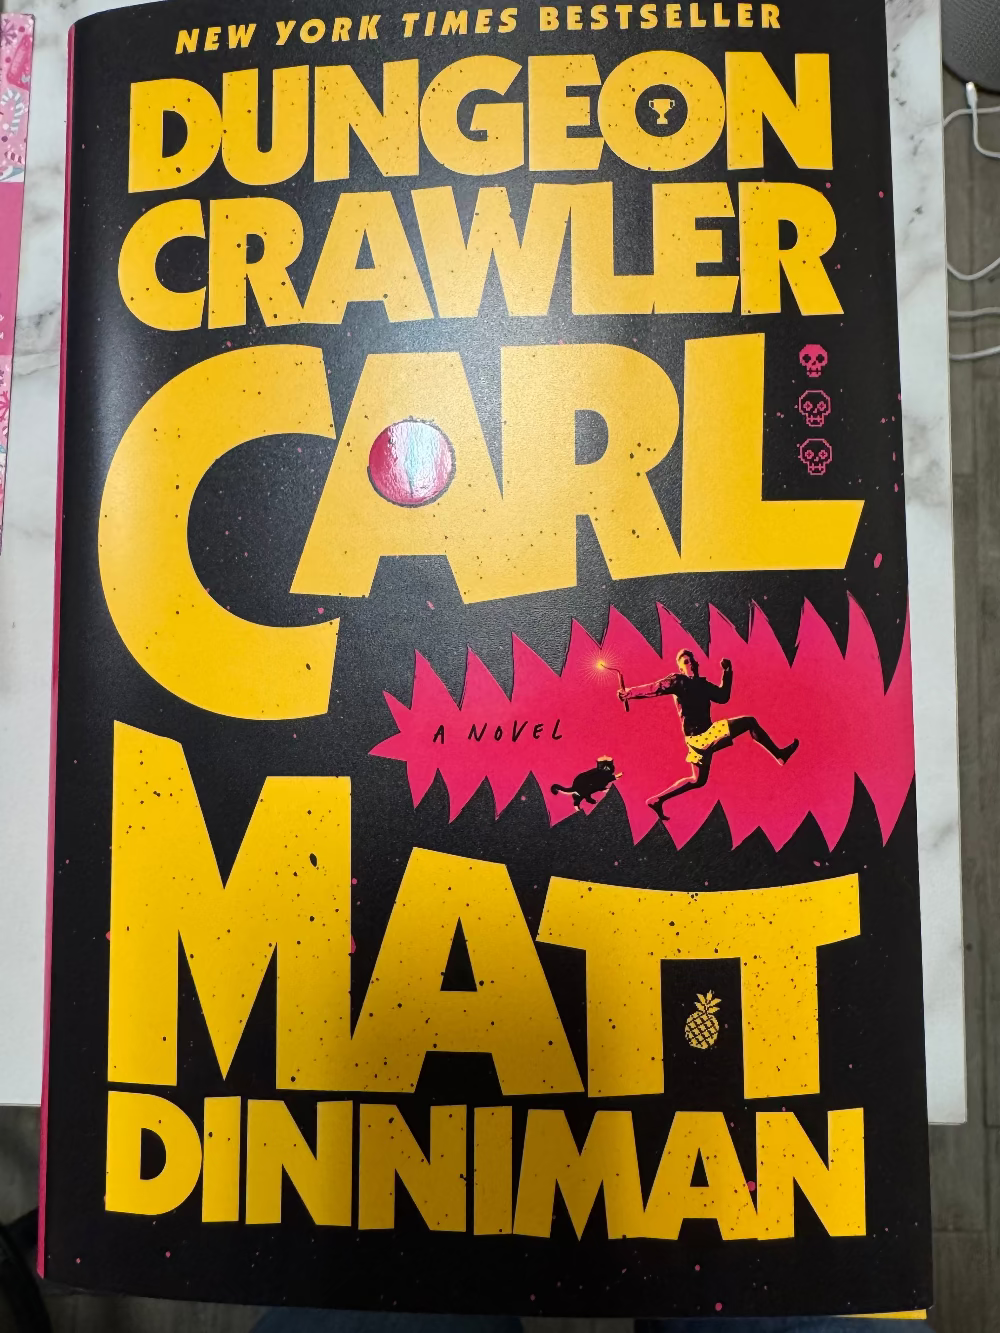 NEW YORK TIMES BESTSELLER
DUNGEON
CRAWLER
CARL
A NOVEL
MATT
DINNIMAN